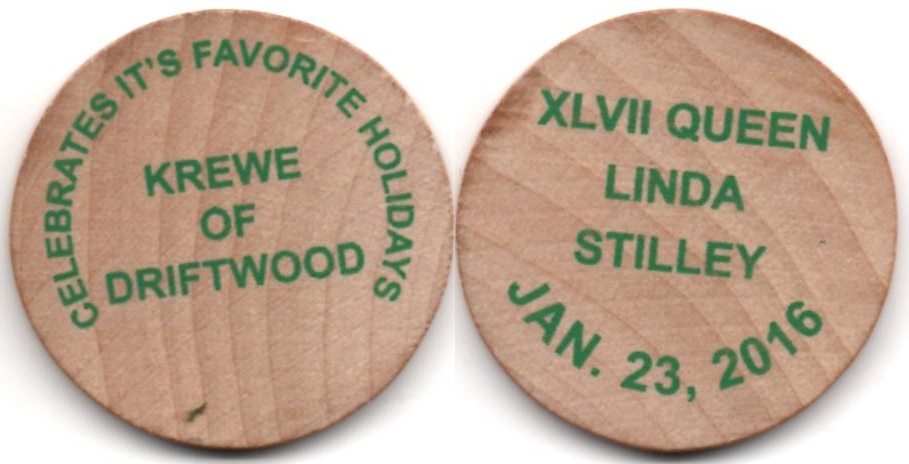 CELEBRATES IT'S FAVORITE HOLIDAYS
KREWE
OF
DRIFTWOOD
XLVII QUEEN
LINDA
STILLEY
JAN. 23, 2016